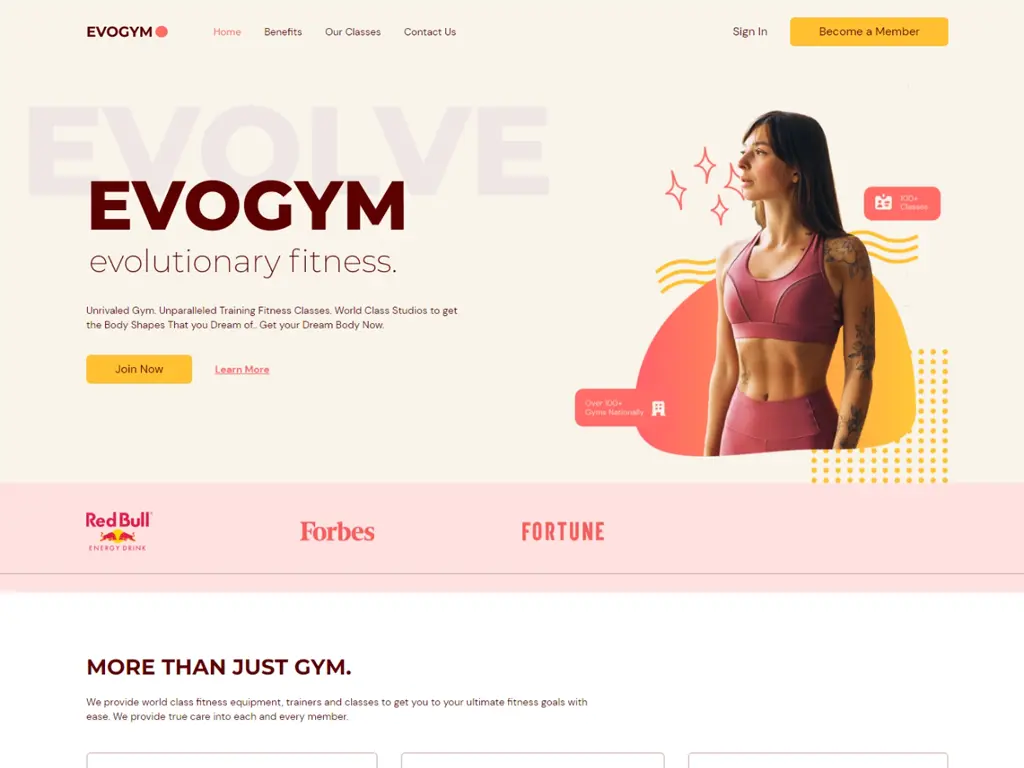 EVOGYM
Home
Benefits
Our Classes
Contact Us
Sign In
Become a Member
EVOLVE
EVOGYM
evolutionary fitness.
Unrivaled Gym. Unparalleled Training Fitness Classes. World Class Studios to get
the Body Shapes That you Dream of.. Get your Dream Body Now.
Join Now
Learn More
100+
Classes
Over 100+
Gyms Nationally
Red Bull
ENERGY DRINK
Forbes
FORTUNE
MORE THAN JUST GYM.
We provide world class fitness equipment, trainers and classes to get you to your ultimate fitness goals with
ease. We provide true care into each and every member.